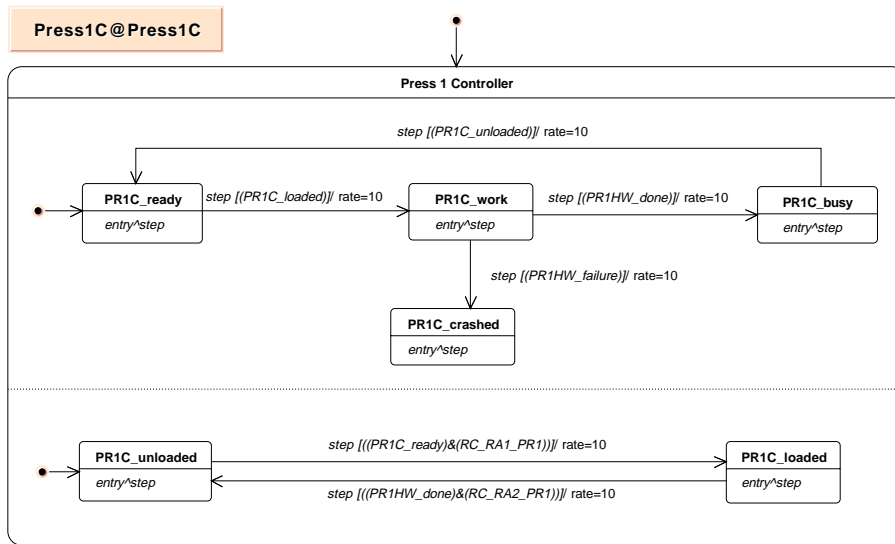 Press1C@Press1C
Press 1 Controller
step [(PR1C_unloaded)]/ rate=10
PR1C_ready
entry^step
step [(PR1C_loaded)]/ rate=10
PR1C_work
entry^step
step [(PR1HW_done)]/ rate=10
PR1C_busy
entry^step
step [(PR1HW_failure)]/ rate=10
PR1C_crashed
entry^step
PR1C_unloaded
entry^step
step [((PR1C_ready)&(RC_RA1_PR1))]/ rate=10
step [((PR1HW_done)&(RC_RA2_PR1))]/ rate=10
PR1C_loaded
entry^step